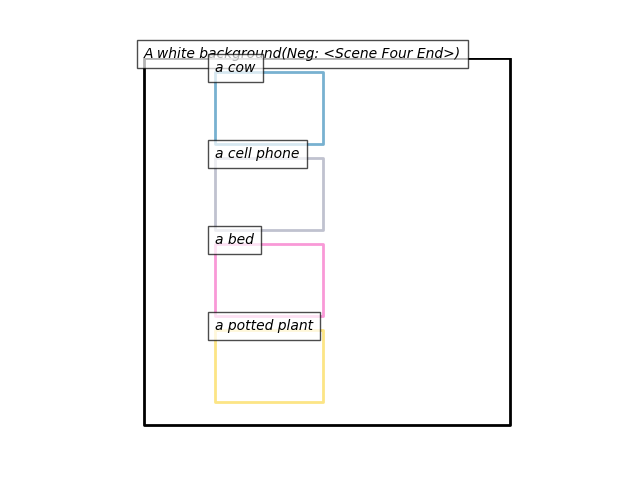 A white background(Neg: <Scene Four End>)
a cow
a cell phone
a bed
a potted plant